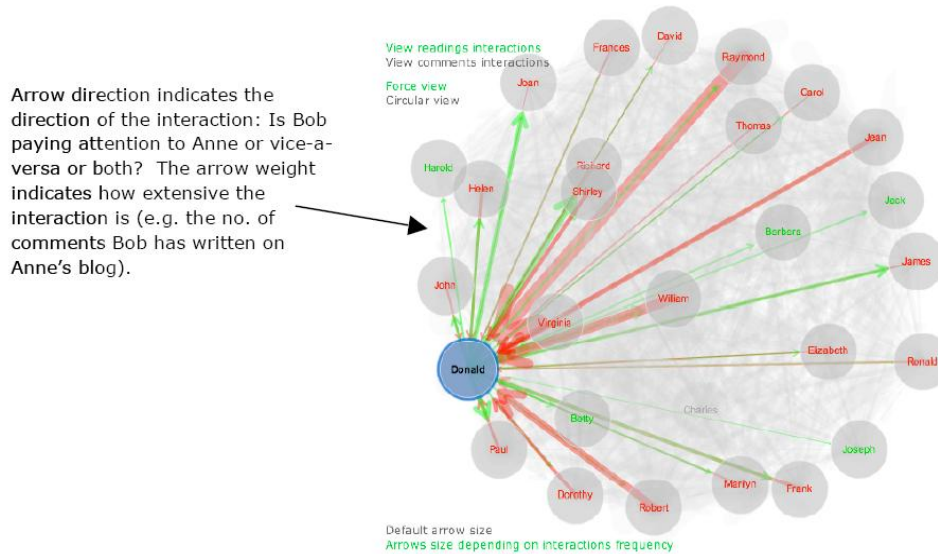 Arrow direction indicates the
direction of the interaction: Is Bob
paying attention to Anne or vice-a-
versa or both?  The arrow weight
indicates how extensive the
interaction is (e.g. the no. of
comments Bob has written on
Anne's blog).
View readings interactions
View comments interactions
Force view
Circular view
David
Frances
Raymond
Joan
Carol
Thomas
Jean
Harold
Richard
Helen
Shirley
Jack
Barbara
James
John
William
Virginia
Elizabeth
Ronald
Donald
Charles
Betty
Paul
Joseph
Marilyn
Frank
Dorothy
Robert
Default arrow size
Arrows size depending on interactions frequency